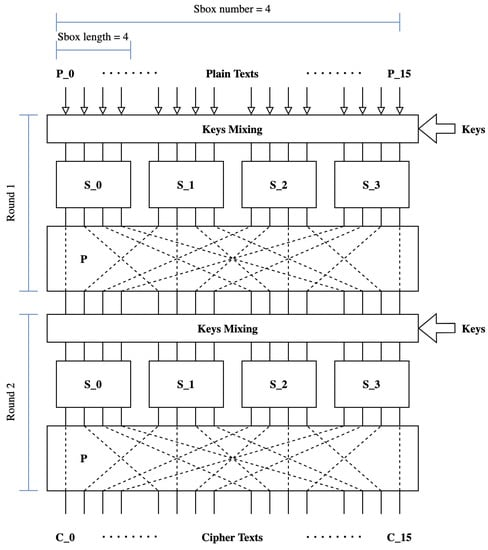 Sbox number = 4
Sbox length = 4
P_0 ········ Plain Texts ········ P_15
Keys Mixing
Keys
Round 1
S_0 S_1 S_2 S_3
P
Keys Mixing
Keys
Round 2
S_0 S_1 S_2 S_3
P
C_0 ········ Cipher Texts ········ C_15